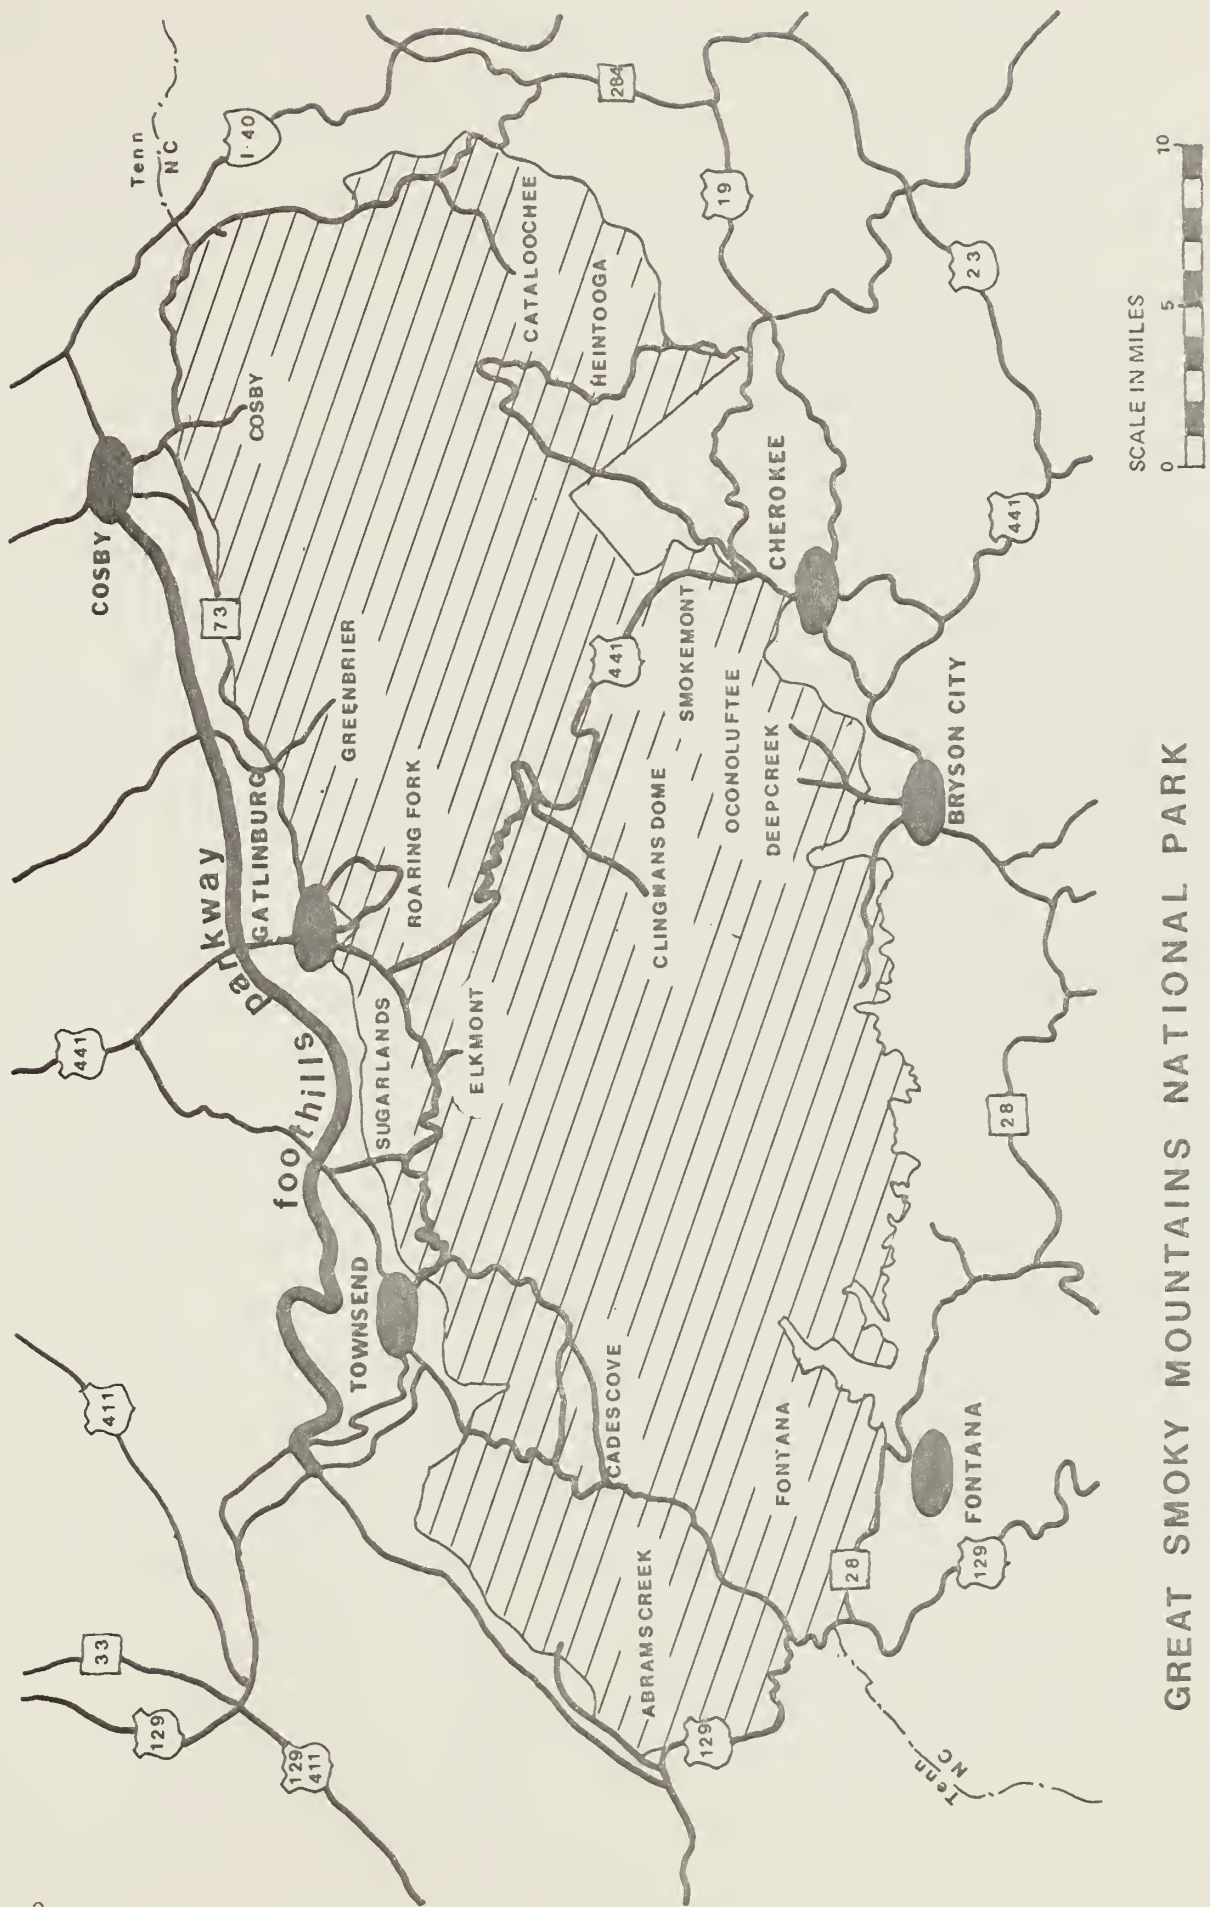 Tenn
NC
I-40
284
19
23
441
CATALOOCHEE
HEINTOOGA
COSBY
COSBY
73
GREENBRIER
CHEROKEE
441
SMOKEMONT
OCONOLUFTEE
DEEPCREEK
CLINGMANS DOME
BRYSON CITY
GATLINBURG
ROARING FORK
foothills parkway
441
SUGARLANDS
ELKMONT
28
TOWNSEND
411
CADES COVE
FONTANA
FONTANA
28
129
ABRAMS CREEK
129
33
129
129
411
Tenn
NC
SCALE IN MILES
0 5 10
GREAT SMOKY MOUNTAINS NATIONAL PARK